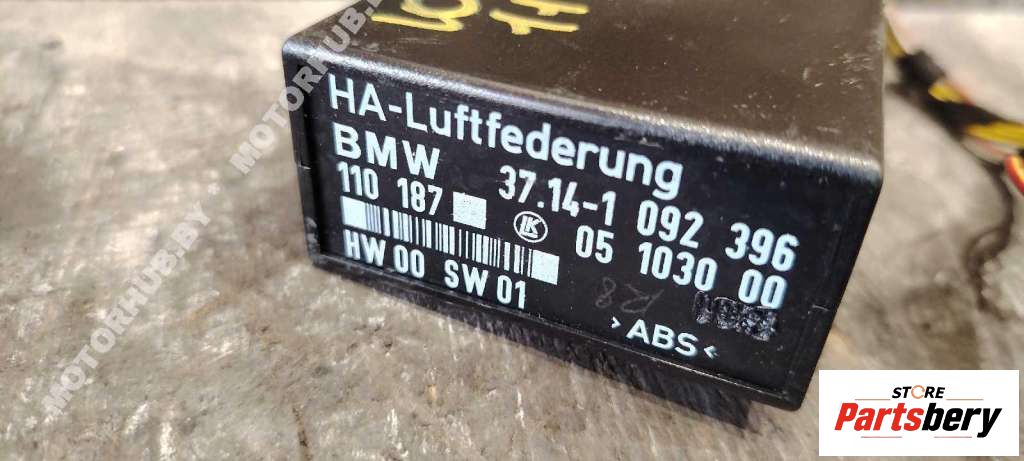 HA-Luftfederung
BMW 37.14-1 092 396
110 187 LK 05 1030 00
HW 00 SW 01
>ABS<
MOTORHUB.BY
STORE
Partsbery